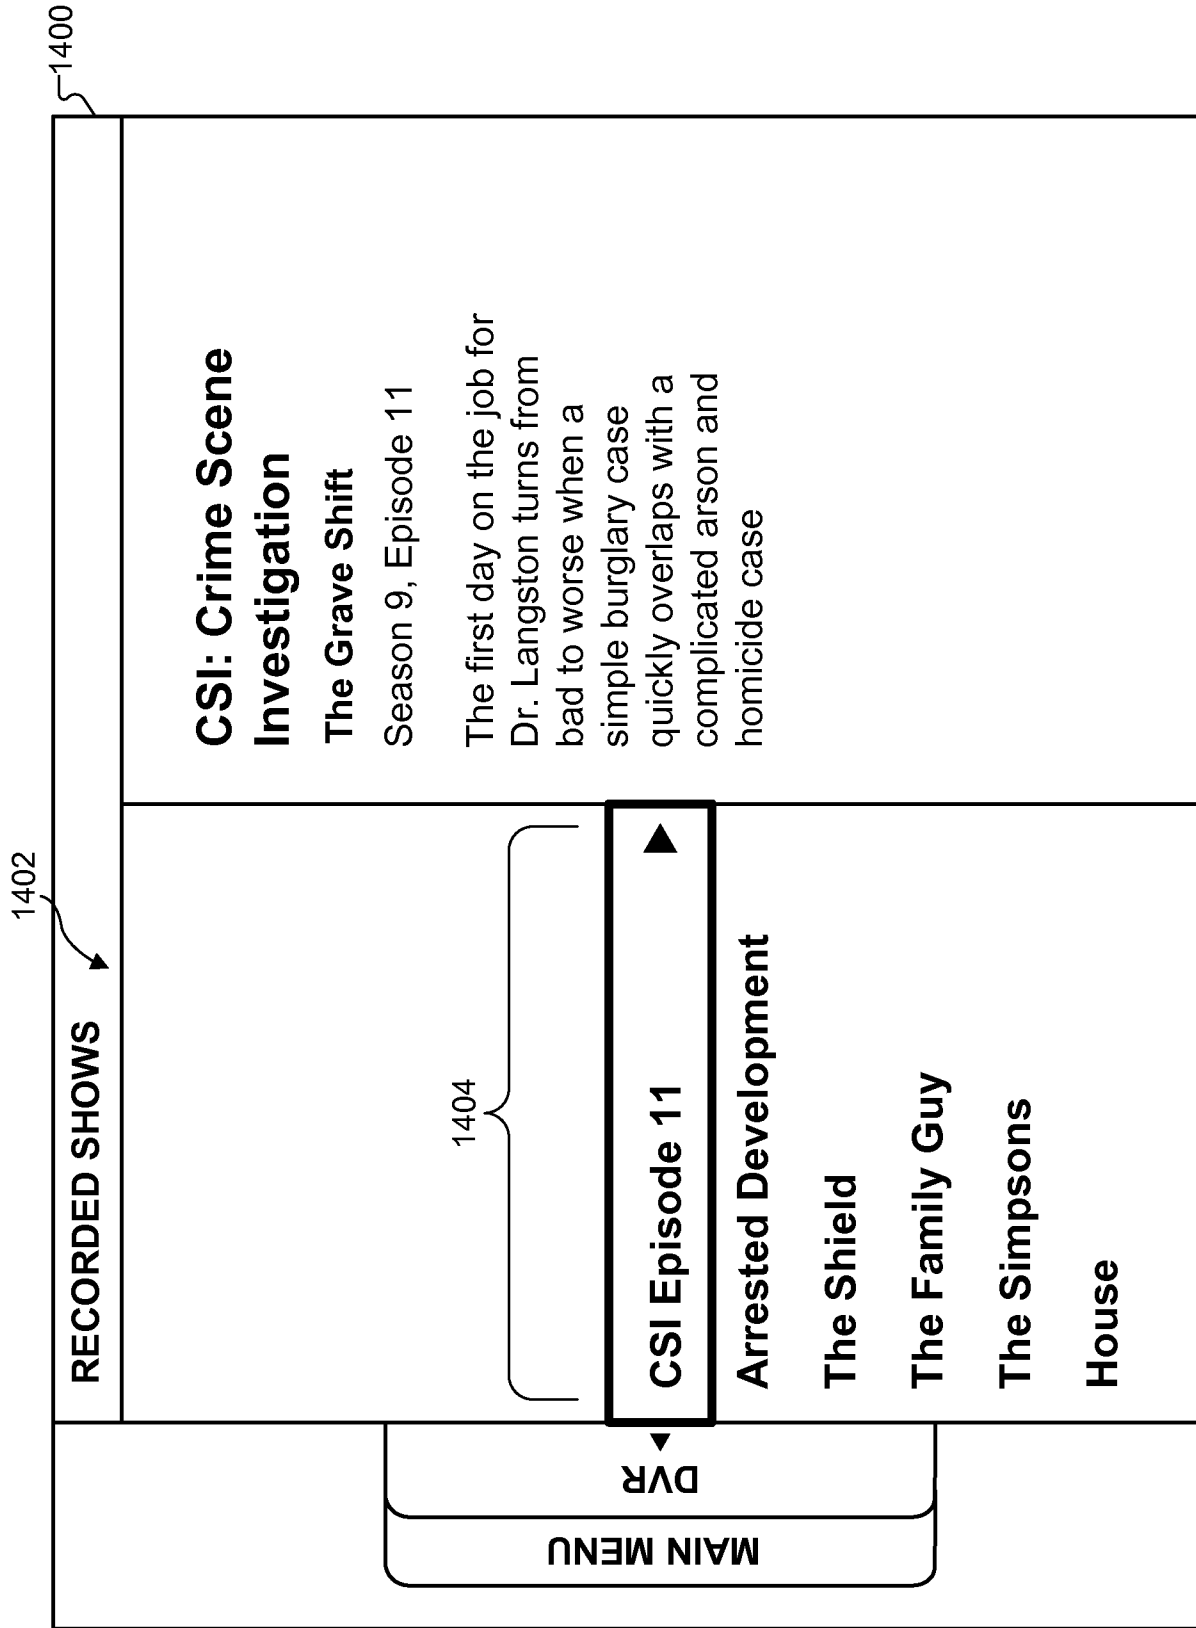 1400
1402
RECORDED SHOWS
MAIN MENU
DVR
1404
CSI Episode 11
Arrested Development
The Shield
The Family Guy
The Simpsons
House
CSI: Crime Scene
Investigation
The Grave Shift
Season 9, Episode 11
The first day on the job for
Dr. Langston turns from
bad to worse when a
simple burglary case
quickly overlaps with a
complicated arson and
homicide case